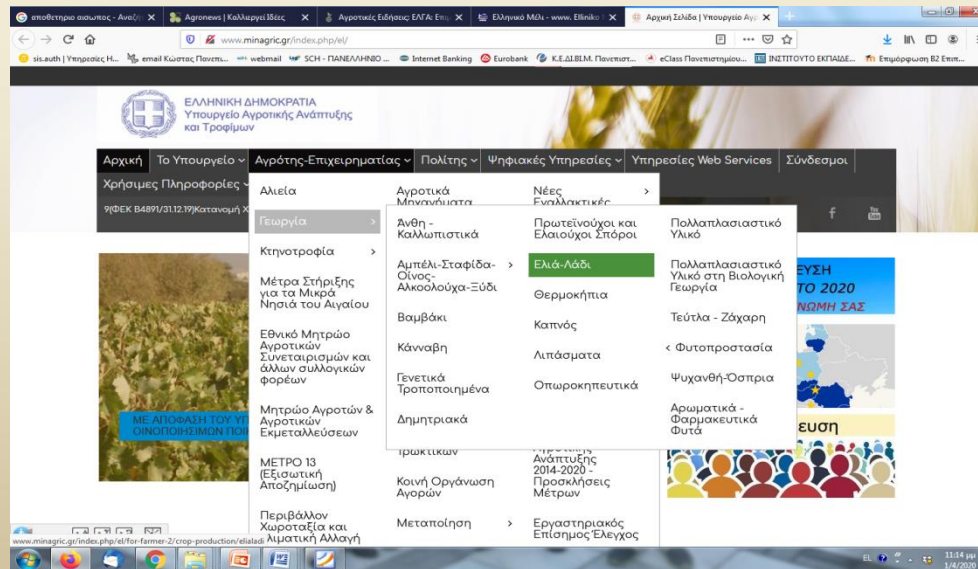 αποθετηριο αισωπος - Αναζή
Agronews | Καλλιεργεί Ιδέες
Αγροτικές Ειδήσεις: ΕΛΓΑ: Επι
Ελληνικό Μέλι - www. Elliniko
Αρχική Σελίδα | Υπουργείο Αγρ
www.minagric.gr/index.php/el/
sis.auth | Υπηρεσίες Η...
email Κώστας Πανεπι...
webmail
SCH - ΠΑΝΕΛΛΗΝΙΟ ...
Internet Banking
Eurobank
Κ.Ε.ΔΙ.ΒΙ.Μ. Πανεπιστ...
eClass Πανεπιστημίου...
ΙΝΣΤΙΤΟΥΤΟ ΕΚΠΑΙΔΕ...
Επιμόρφωση Β2 Επιπ...
ΕΛΛΗΝΙΚΗ ΔΗΜΟΚΡΑΤΙΑ
Υπουργείο Αγροτικής Ανάπτυξης
και Τροφίμων
Αρχική Το Υπουργείο Αγρότης-Επιχειρηματίας Πολίτης Ψηφιακές Υπηρεσίες Υπηρεσίες Web Services Σύνδεσμοι
Χρήσιμες Πληροφορίες
9(ΦΕΚ Β4891/31.12.19)Κατανομή Χ
Αλιεία
Γεωργία
Κτηνοτροφία
Μέτρα Στήριξης
για τα Μικρά
Νησιά του Αιγαίου
Εθνικό Μητρώο
Αγροτικών
Συνεταιρισμών και
άλλων συλλογικών
φορέων
Μητρώο Αγροτών &
Αγροτικών
Εκμεταλλεύσεων
ΜΕΤΡΟ 13
(Εξισωτική
Αποζημίωση)
Περιβάλλον
Χωροταξία και
λιματική Αλλαγή
Αγροτικά
Μηχανήματα
Νέες
Εναλλακτικές
Άνθη -
Καλλωπιστικά
Αμπέλι-Σταφίδα-
Οίνος-
Αλκοολούχα-Ξύδι
Βαμβάκι
Κάνναβη
Γενετικά
Τροποποιημένα
Δημητριακά
Πρωτεϊνούχοι και
Ελαιούχοι Σπόροι
Ελιά-Λάδι
Θερμοκήπια
Καπνός
Λιπάσματα
Οπωροκηπευτικά
Πολλαπλασιαστικό
Υλικό
Πολλαπλασιαστικό
Υλικό στη Βιολογική
Γεωργία
Τεύτλα - Ζάχαρη
Φυτοπροστασία
Ψυχανθή-Όσπρια
Αρωματικά -
Φαρμακευτικά
Φυτά
Κοινή Οργάνωση
Αγορών
Μεταποίηση
Ανάπτυξης
2014-2020 -
Προσκλήσεις
Μέτρων
Εργαστηριακός
Επίσημος Έλεγχος
ΜΕ ΑΠΟΦΑΣΗ ΤΟΥ ΥΠ
ΟΙΝΟΠΟΙΗΣΙΜΩΝ ΠΟΙΚ
ΕΥΣΗ
ΤΟ 2020
ΝΩΜΗ ΣΑΣ
ευση
www.minagric.gr/index.php/el/for-farmer-2/crop-production/elialadi
EL
11:14 μμ
1/4/2020